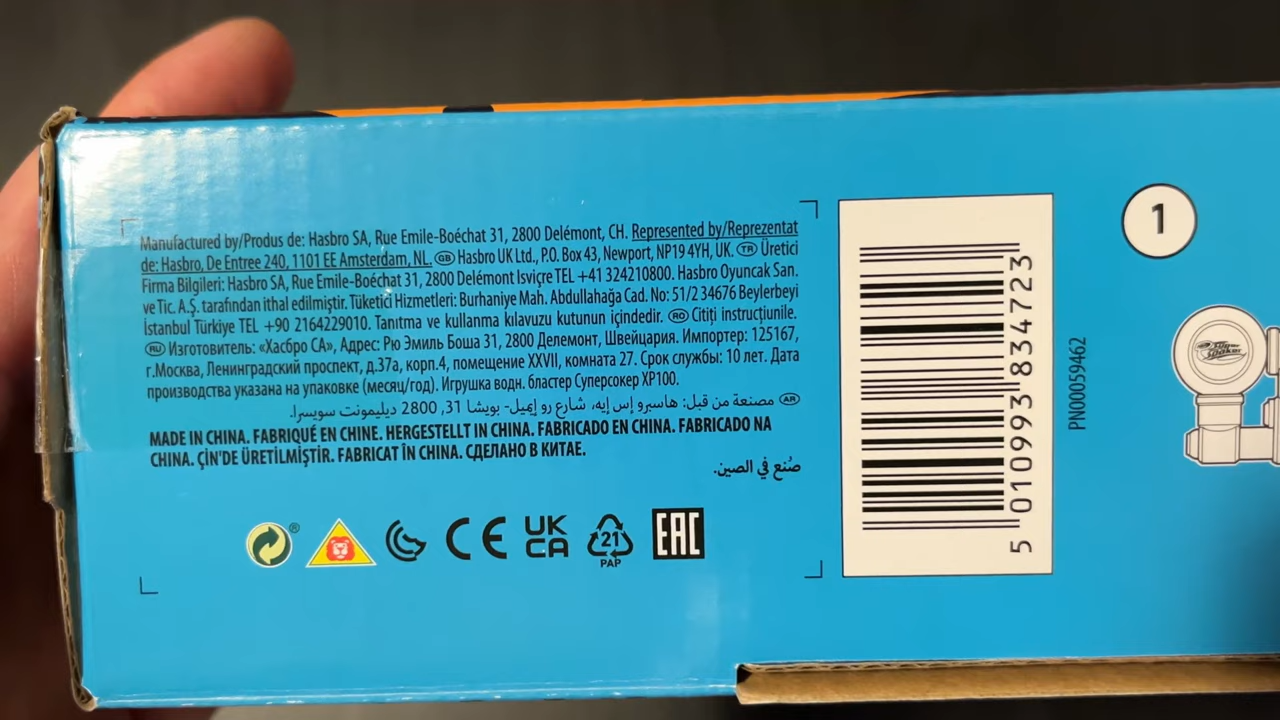 Manufactured by/Produs de: Hasbro SA, Rue Emile-Boéchat 31, 2800 Delémont, CH. Represented by/Reprezentat
de: Hasbro, De Entree 240, 1101 EE Amsterdam, NL. GB Hasbro UK Ltd., P.O. Box 43, Newport, NP19 4YH, UK. TR Üretici
Firma Bilgileri: Hasbro SA, Rue Emile-Boéchat 31, 2800 Delémont Isviçre TEL +41 324210800. Hasbro Oyuncak San.
ve Tic. A.Ş. tarafından ithal edilmiştir. Tüketici Hizmetleri: Burhaniye Mah. Abdullahağa Cad. No: 51/2 34676 Beylerbeyi
İstanbul Türkiye TEL +90 2164229010. Tanıtma ve kullanma kılavuzu kutunun içindedir. RO Citiți instrucțiunile.
RU Изготовитель: «Хасбро СА», Адрес: Рю Эмиль Боша 31, 2800 Делемонт, Швейцария. Импортер: 125167,
г.Москва, Ленинградский проспект, д.37а, корп.4, помещение XXVII, комната 27. Срок службы: 10 лет. Дата
производства указана на упаковке (месяц/год). Игрушка водн. бластер Суперсокер XP100.
AR مصنعة من قبل: هاسبرو إس إيه، شارع رو إميل- بويشا 31, 2800 ديليمونت سويسرا.
MADE IN CHINA. FABRIQUÉ EN CHINE. HERGESTELLT IN CHINA. FABRICADO EN CHINA. FABRICADO NA
CHINA. ÇİN'DE ÜRETİLMİŞTİR. FABRICAT ÎN CHINA. СДЕЛАНО В КИТАЕ.
صُنع في الصين.
CE UK CA 21 EAC
PAP
5 010993 834723
PN00059462
1
super soaker